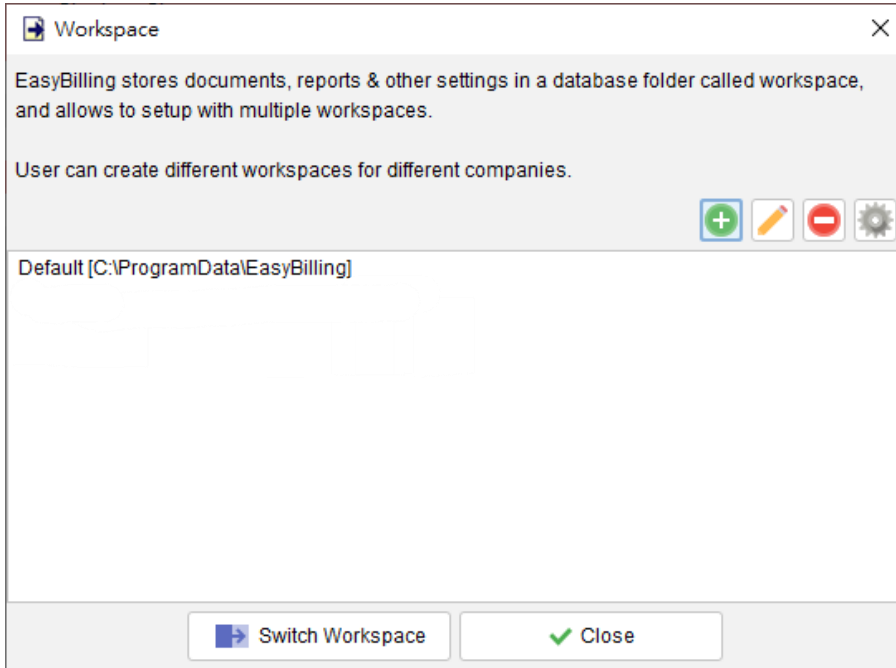 Workspace
EasyBilling stores documents, reports & other settings in a database folder called workspace,
and allows to setup with multiple workspaces.
User can create different workspaces for different companies.
Default [C:\ProgramData\EasyBilling]
Switch Workspace
Close